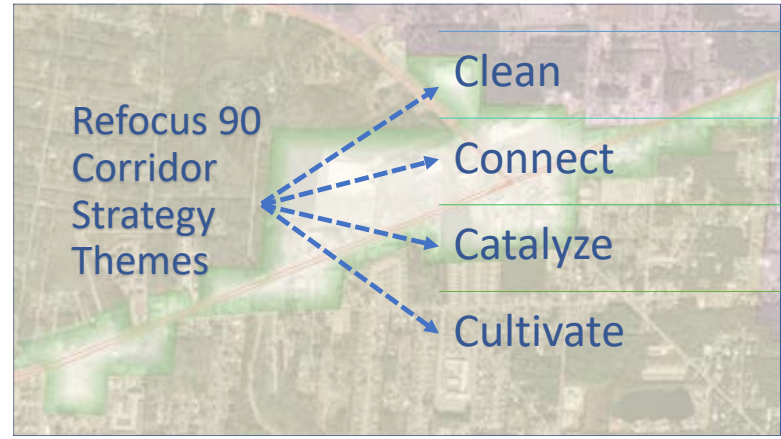 Refocus 90
Corridor
Strategy
Themes
Clean
Connect
Catalyze
Cultivate